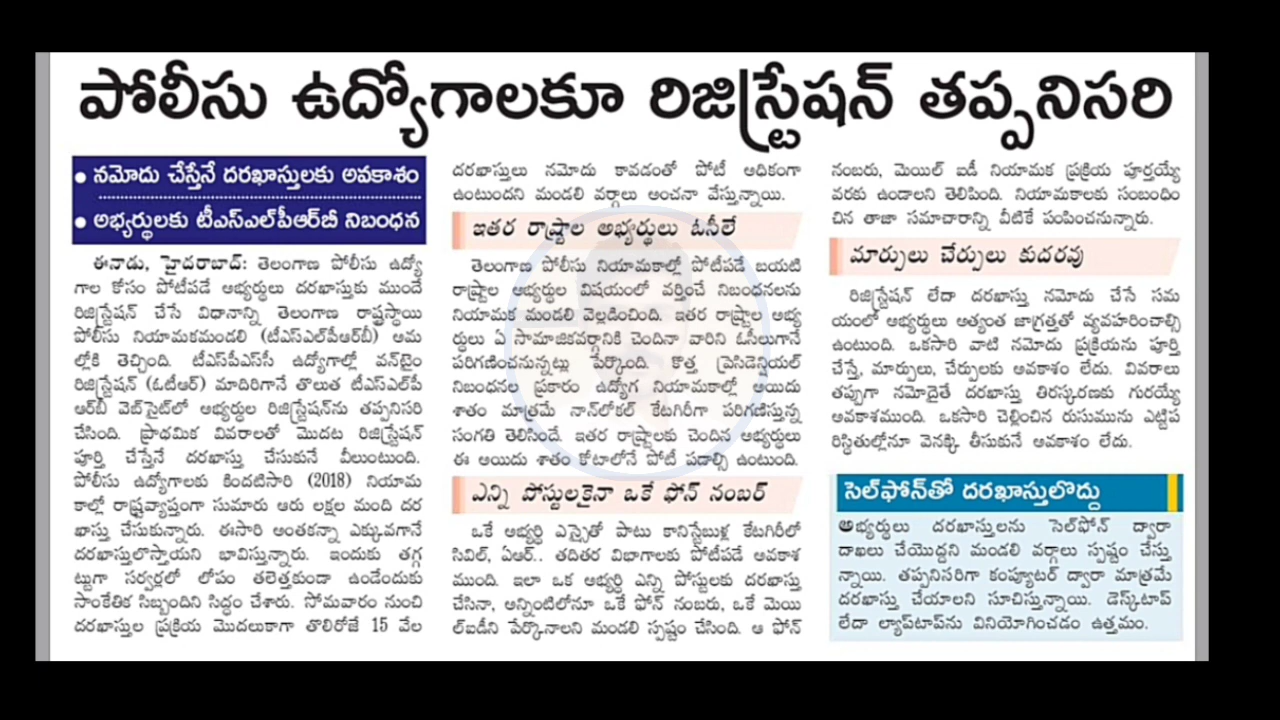 పోలీసు ఉద్యోగాలకూ రిజిస్ట్రేషన్ తప్పనిసరి
● నమోదు చేస్తేనే దరఖాస్తులకు అవకాశం
● అభ్యర్థులకు టీఎస్ఎల్‌పీఆర్‌బీ నిబంధన
ఈనాడు, హైదరాబాద్: తెలంగాణ పోలీసు ఉద్యో
గాల కోసం పోటీపడే అభ్యర్థులు దరఖాస్తుకు ముందే
రిజిస్ట్రేషన్ చేసే విధానాన్ని తెలంగాణ రాష్ట్రస్థాయి
పోలీసు నియామకమండలి (టీఎస్ఎల్‌పీఆర్‌బీ) అమ
ల్లోకి తెచ్చింది. టీఎస్‌పీఎస్‌సీ ఉద్యోగాల్లో వన్‌టైం
రిజిస్ట్రేషన్ (ఓటీఆర్) మాదిరిగానే తొలుత టీఎస్ఎల్‌పీ
ఆర్‌బీ వెబ్‌సైట్‌లో అభ్యర్థుల రిజిస్ట్రేషన్‌ను తప్పనిసరి
చేసింది. ప్రాథమిక వివరాలతో మొదట రిజిస్ట్రేషన్
పూర్తి చేస్తేనే దరఖాస్తు చేసుకునే వీలుంటుంది.
పోలీసు ఉద్యోగాలకు కిందటిసారి (2018) నియామ
కాల్లో రాష్ట్రవ్యాప్తంగా సుమారు ఆరు లక్షల మంది దర
ఖాస్తు చేసుకున్నారు. ఈసారి అంతకన్నా ఎక్కువగానే
దరఖాస్తులొస్తాయని భావిస్తున్నారు. ఇందుకు తగ్గ
ట్టుగా సర్వర్లలో లోపం తలెత్తకుండా ఉండేందుకు
సాంకేతిక సిబ్బందిని సిద్ధం చేశారు. సోమవారం నుంచి
దరఖాస్తుల ప్రక్రియ మొదలుకాగా తొలిరోజే 15 వేల
దరఖాస్తులు నమోదు కావడంతో పోటీ అధికంగా
ఉంటుందని మండలి వర్గాలు అంచనా వేస్తున్నాయి.
ఇతర రాష్ట్రాల అభ్యర్థులు ఓసీలే
తెలంగాణ పోలీసు నియామకాల్లో పోటీపడే బయటి
రాష్ట్రాల అభ్యర్థుల విషయంలో వర్తించే నిబంధనలను
నియామక మండలి వెల్లడించింది. ఇతర రాష్ట్రాల అభ్య
ర్థులు ఏ సామాజికవర్గానికి చెందినా వారిని ఓసీలుగానే
పరిగణించనున్నట్లు పేర్కొంది. కొత్త ప్రెసిడెన్షియల్
నిబంధనల ప్రకారం ఉద్యోగ నియామకాల్లో అయిదు
శాతం మాత్రమే నాన్‌లోకల్ కేటగిరీగా పరిగణిస్తున్న
సంగతి తెలిసిందే. ఇతర రాష్ట్రాలకు చెందిన అభ్యర్థులు
ఈ అయిదు శాతం కోటాలోనే పోటీ పడాల్సి ఉంటుంది.
ఎన్ని పోస్టులకైనా ఒకే ఫోన్ నంబర్
ఒకే అభ్యర్థి ఎస్సైతో పాటు కానిస్టేబుళ్ల కేటగిరీలో
సివిల్, ఏఆర్.. తదితర విభాగాలకు పోటీపడే అవకాశ
ముంది. ఇలా ఒక అభ్యర్థి ఎన్ని పోస్టులకు దరఖాస్తు
చేసినా, అన్నింటిలోనూ ఒకే ఫోన్ నంబరు, ఒకే మెయి
ల్‌ఐడీని పేర్కొనాలని మండలి స్పష్టం చేసింది. ఆ ఫోన్
నంబరు, మెయిల్ ఐడీ నియామక ప్రక్రియ పూర్తయ్యే
వరకు ఉండాలని తెలిపింది. నియామకాలకు సంబంధిం
చిన తాజా సమాచారాన్ని వీటికే పంపించనున్నారు.
మార్పులు చేర్పులు కుదరవు
రిజిస్ట్రేషన్ లేదా దరఖాస్తు నమోదు చేసే సమ
యంలో అభ్యర్థులు అత్యంత జాగ్రత్తతో వ్యవహరించాల్సి
ఉంటుంది. ఒకసారి వాటి నమోదు ప్రక్రియను పూర్తి
చేస్తే, మార్పులు, చేర్పులకు అవకాశం లేదు. వివరాలు
తప్పుగా నమోదైతే దరఖాస్తు తిరస్కరణకు గురయ్యే
అవకాశముంది. ఒకసారి చెల్లించిన రుసుమును ఎట్టిప
రిస్థితుల్లోనూ వెనక్కి తీసుకునే అవకాశం లేదు.
సెల్‌ఫోన్‌తో దరఖాస్తులొద్దు
అభ్యర్థులు దరఖాస్తులను సెల్‌ఫోన్ ద్వారా
దాఖలు చేయొద్దని మండలి వర్గాలు స్పష్టం చేస్తు
న్నాయి. తప్పనిసరిగా కంప్యూటర్ ద్వారా మాత్రమే
దరఖాస్తు చేయాలని సూచిస్తున్నాయి. డెస్క్‌టాప్
లేదా ల్యాప్‌టాప్‌ను వినియోగించడం ఉత్తమం.